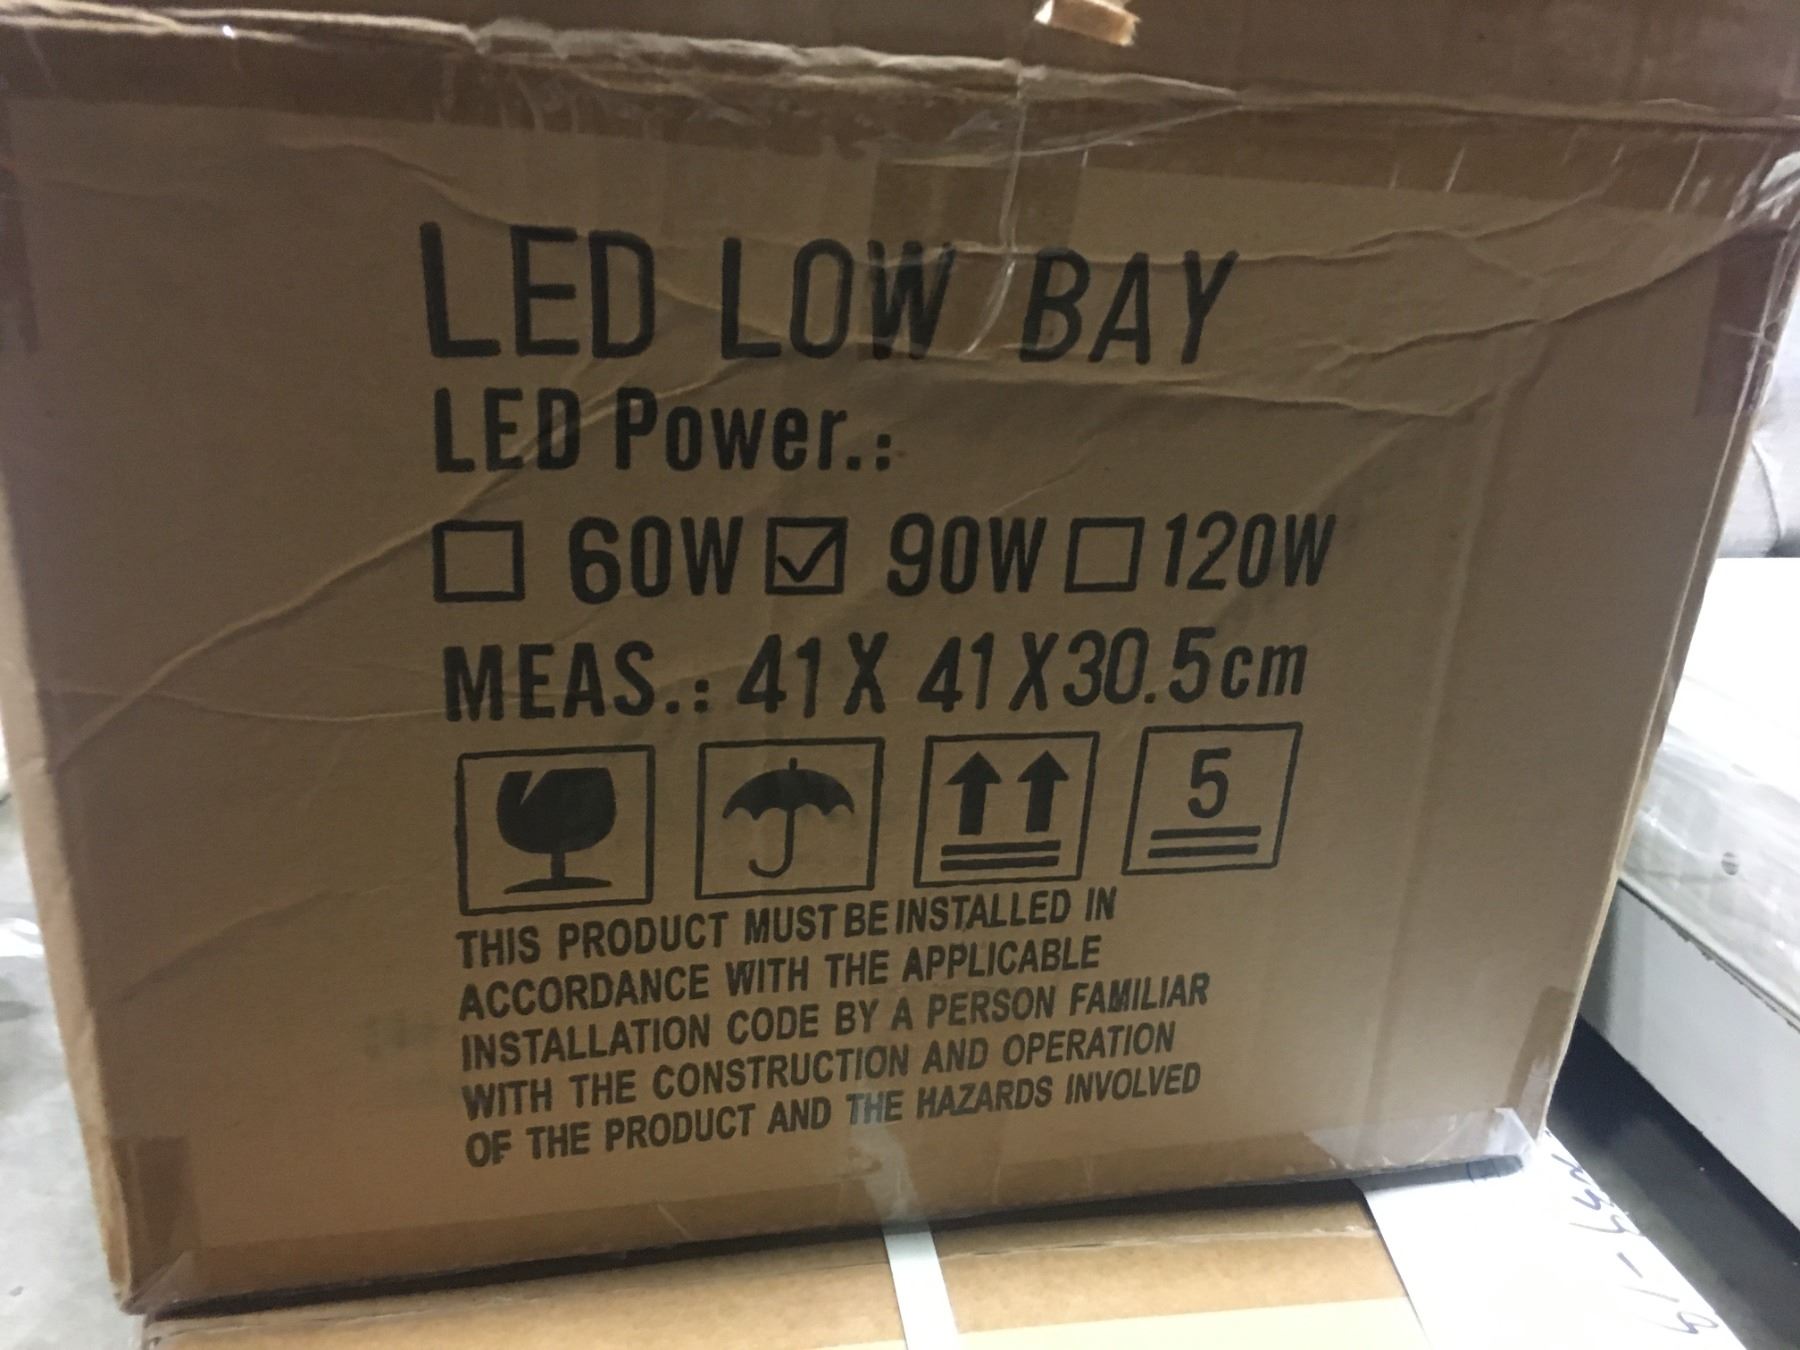 LED LOW BAY
LED Power.:
☐ 60W ☑ 90W ☐ 120W
MEAS.: 41 X 41 X 30.5cm
5
THIS PRODUCT MUST BE INSTALLED IN
ACCORDANCE WITH THE APPLICABLE
INSTALLATION CODE BY A PERSON FAMILIAR
WITH THE CONSTRUCTION AND OPERATION
OF THE PRODUCT AND THE HAZARDS INVOLVED